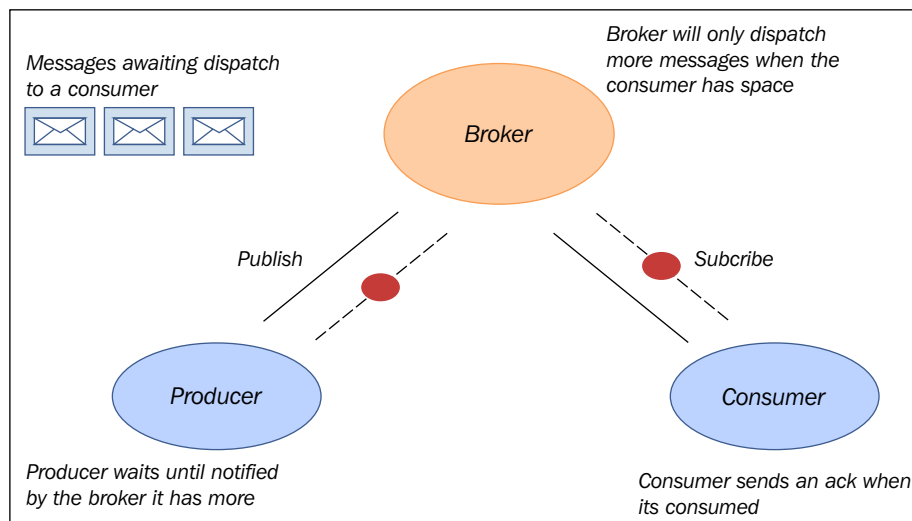 Messages awaiting dispatch
to a consumer
Broker will only dispatch
more messages when the
consumer has space
Broker
Publish
Subcribe
Producer
Consumer
Producer waits until notified
by the broker it has more
Consumer sends an ack when
its consumed